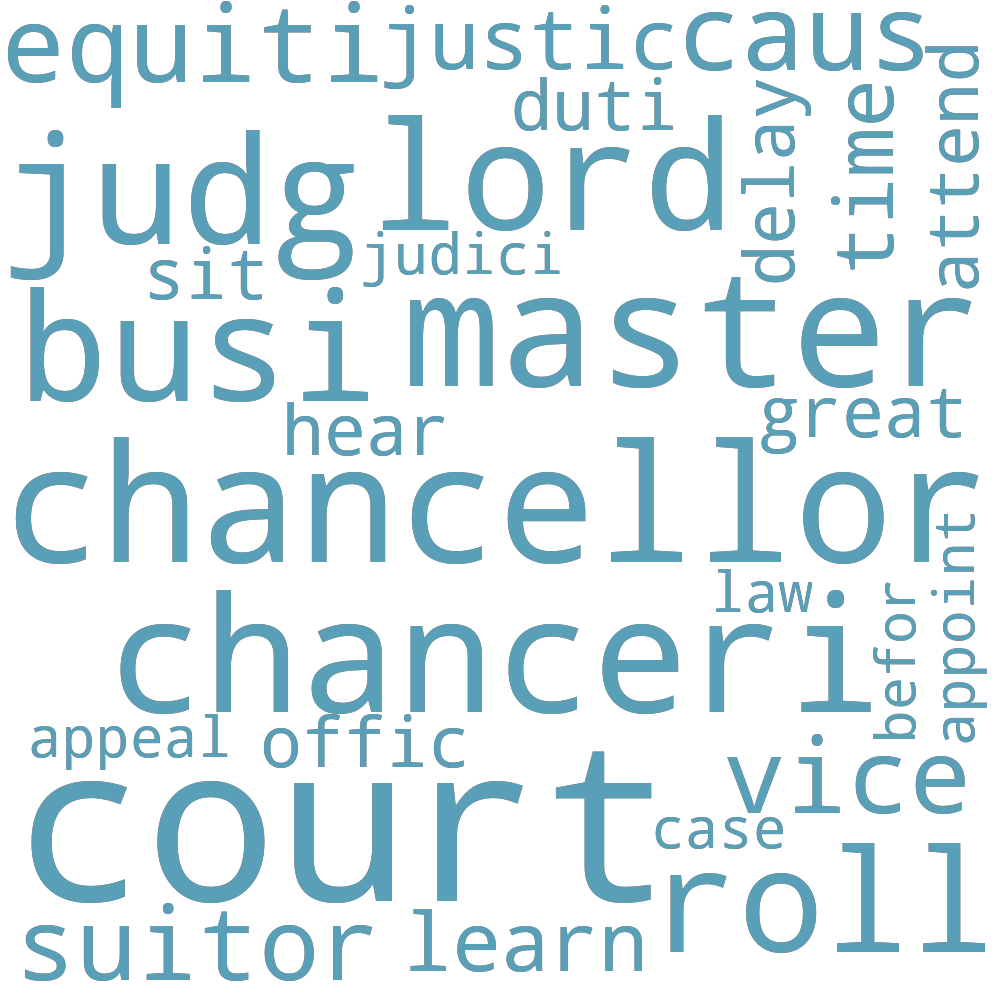 equiti justic caus
duti
judg lord delay time attend
sit judici
busi master
hear great
chancellor
law
chanceri befor appoint
appeal offic
court vice
case
roll
suitor learn